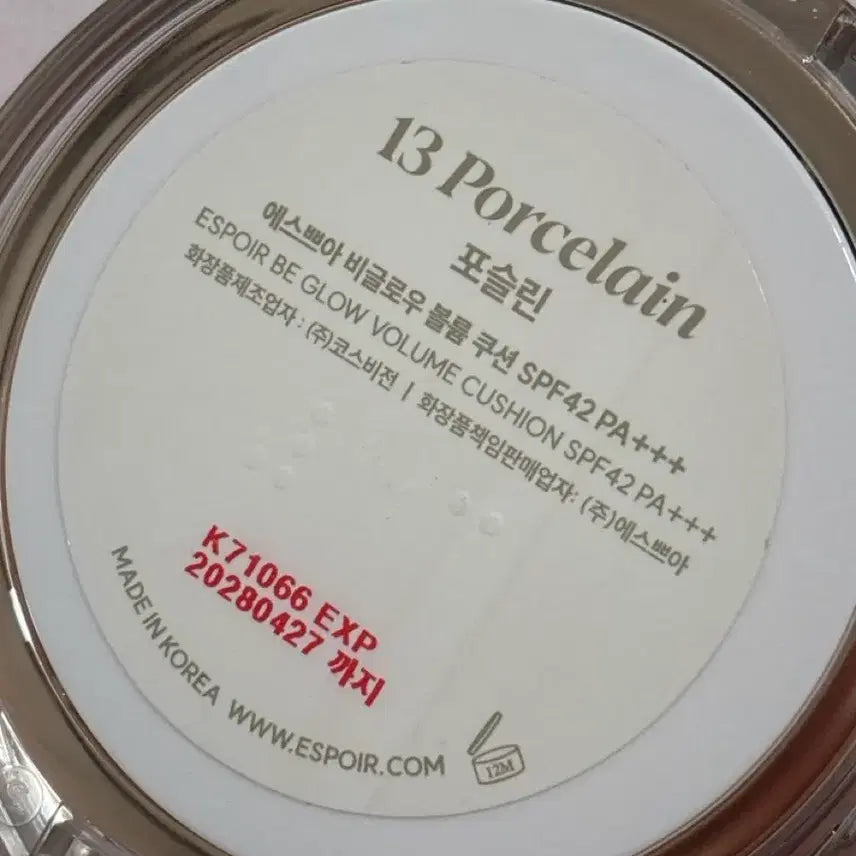 13 Porcelain
포슬린
에스쁘아 비글로우 볼륨 쿠션 SPF42 PA+++
ESPOIR BE GLOW VOLUME CUSHION SPF42 PA+++
화장품제조업자 : (주)코스비전 | 화장품책임판매업자: (주)에스쁘아
K71066 EXP
20280427 까지
MADE IN KOREA WWW.ESPOIR.COM
12M